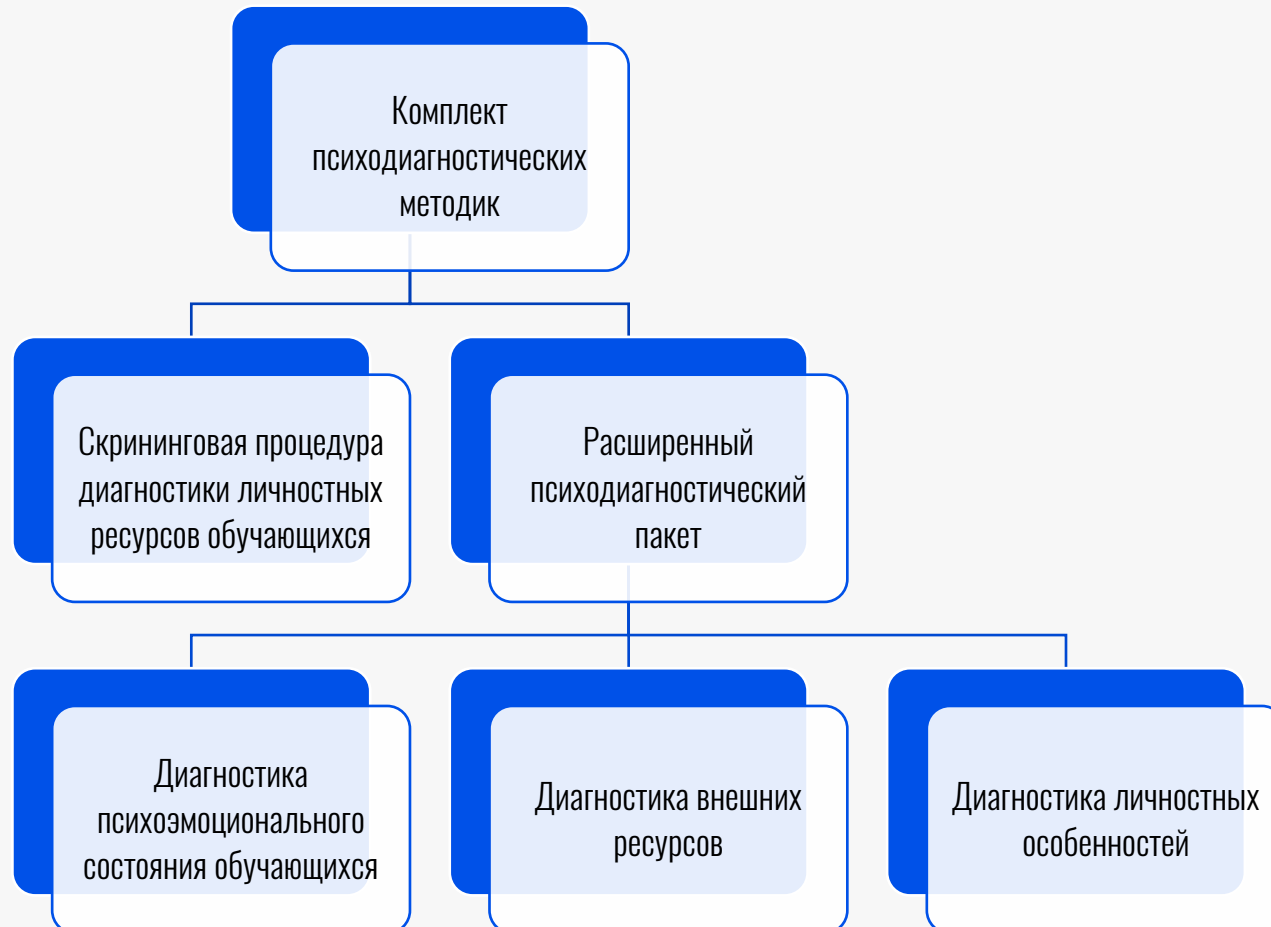 Комплект
психодиагностических
методик
Скрининговая процедура
диагностики личностных
ресурсов обучающихся
Расширенный
психодиагностический
пакет
Диагностика
психоэмоционального
состояния обучающихся
Диагностика внешних
ресурсов
Диагностика личностных
особенностей